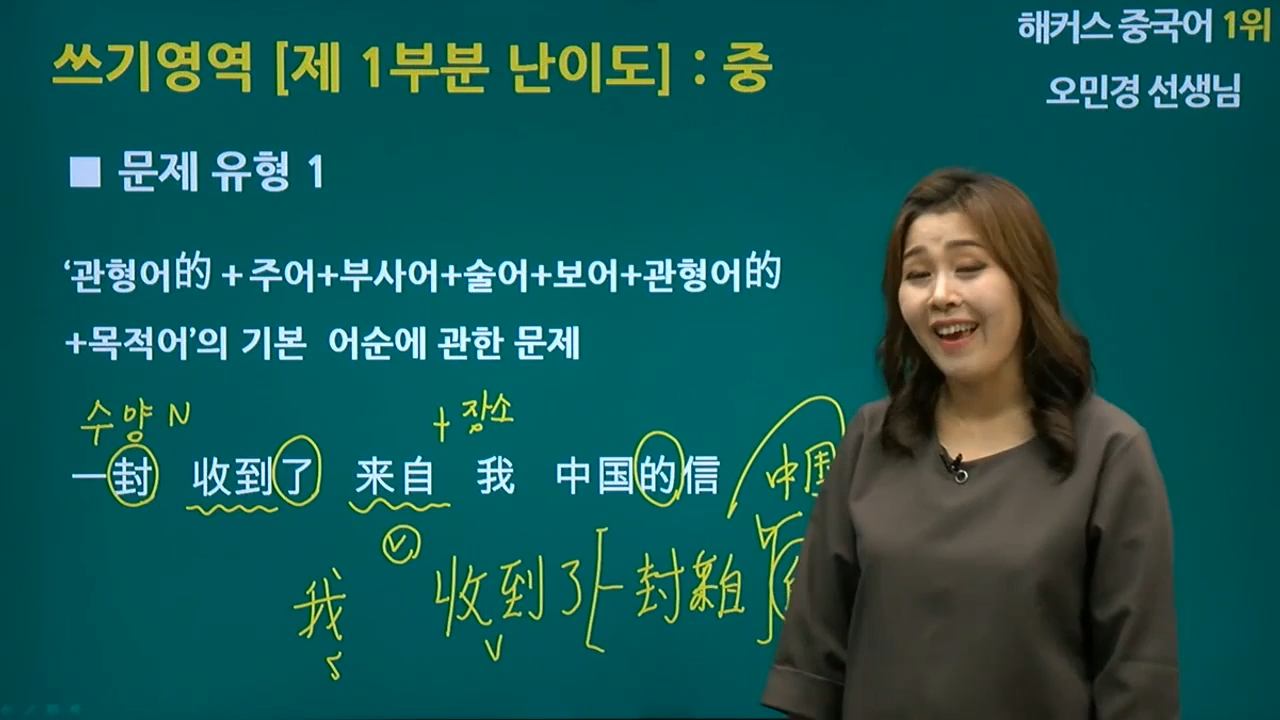 해커스 중국어 1위
오민경 선생님
쓰기영역 [제 1부분 난이도] : 중
■ 문제 유형 1
‘관형어的 + 주어+부사어+술어+보어+관형어的
+목적어’의 기본 어순에 관한 문제
수 양 N + 장소
一封 收到了 来自 我 中国的信
中国
V
我 收到了 一封来自
S V